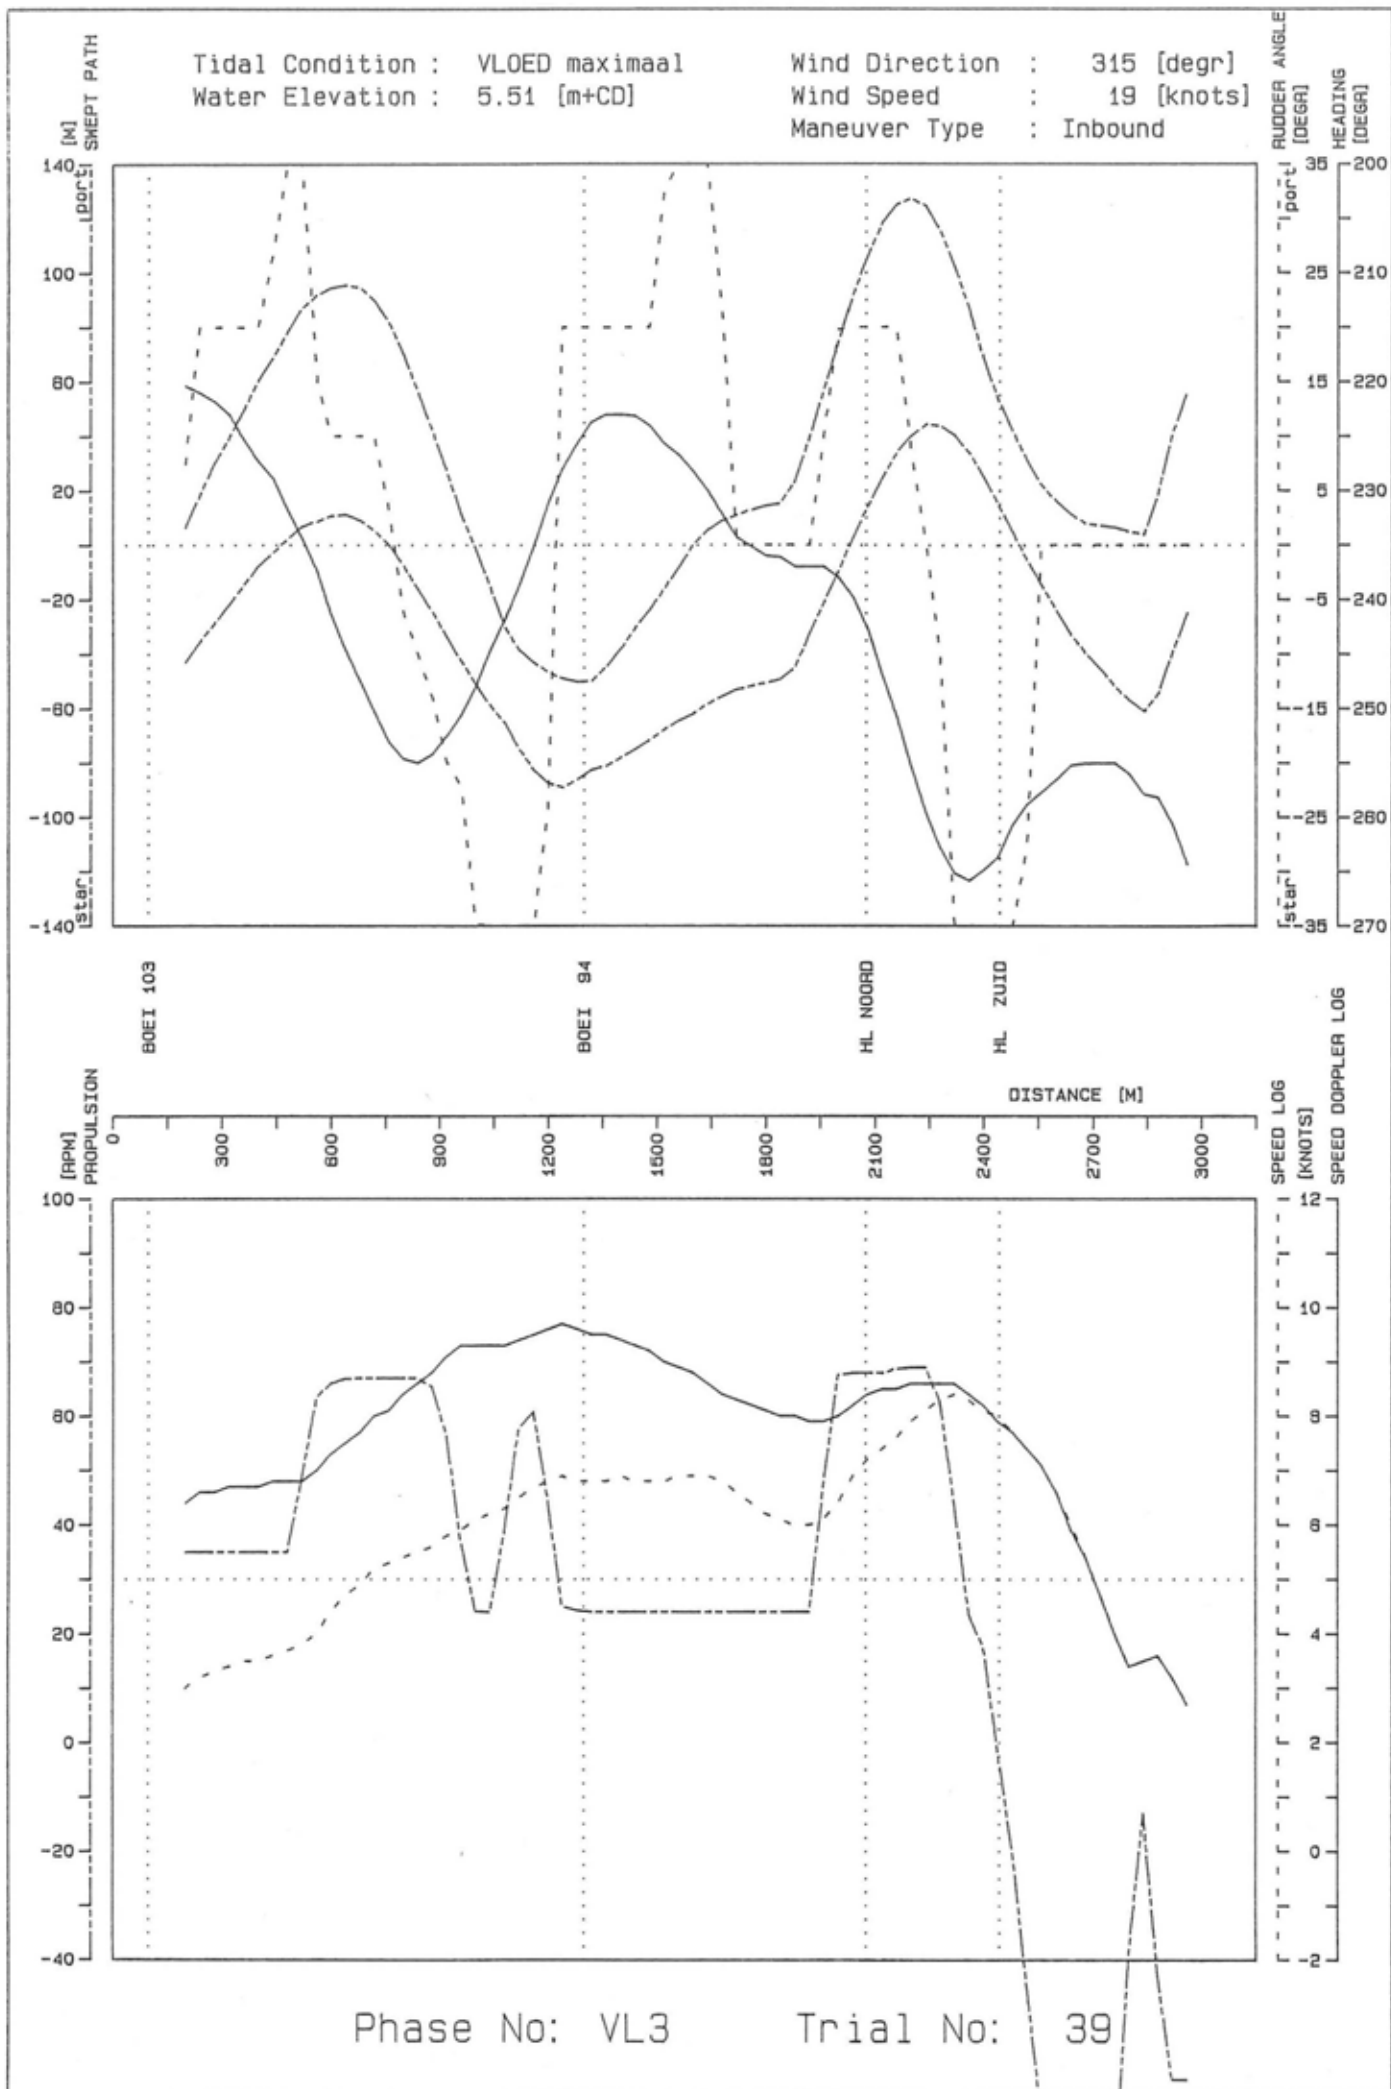 Tidal Condition : VLOED maximaal
Water Elevation : 5.51 [m+CD]
Wind Direction : 315 [degr]
Wind Speed : 19 [knots]
Maneuver Type : Inbound
[M]
SWEPT PATH
RUDDER ANGLE
[DEGR]
HEADING
[DEGR]
140
100
60
20
-20
-60
-100
-140
port
star
35
25
15
5
-5
-15
-25
-35
port
star
200
210
220
230
240
250
260
270
BOEI 103
BOEI 94
HL NOORD
HL ZUID
DISTANCE [M]
0
300
600
900
1200
1500
1800
2100
2400
2700
3000
[RPM]
PROPULSION
SPEED LOG
[KNOTS]
SPEED DOPPLER LOG
100
80
60
40
20
0
-20
-40
12
10
8
6
4
2
0
-2
Phase No: VL3 Trial No: 39